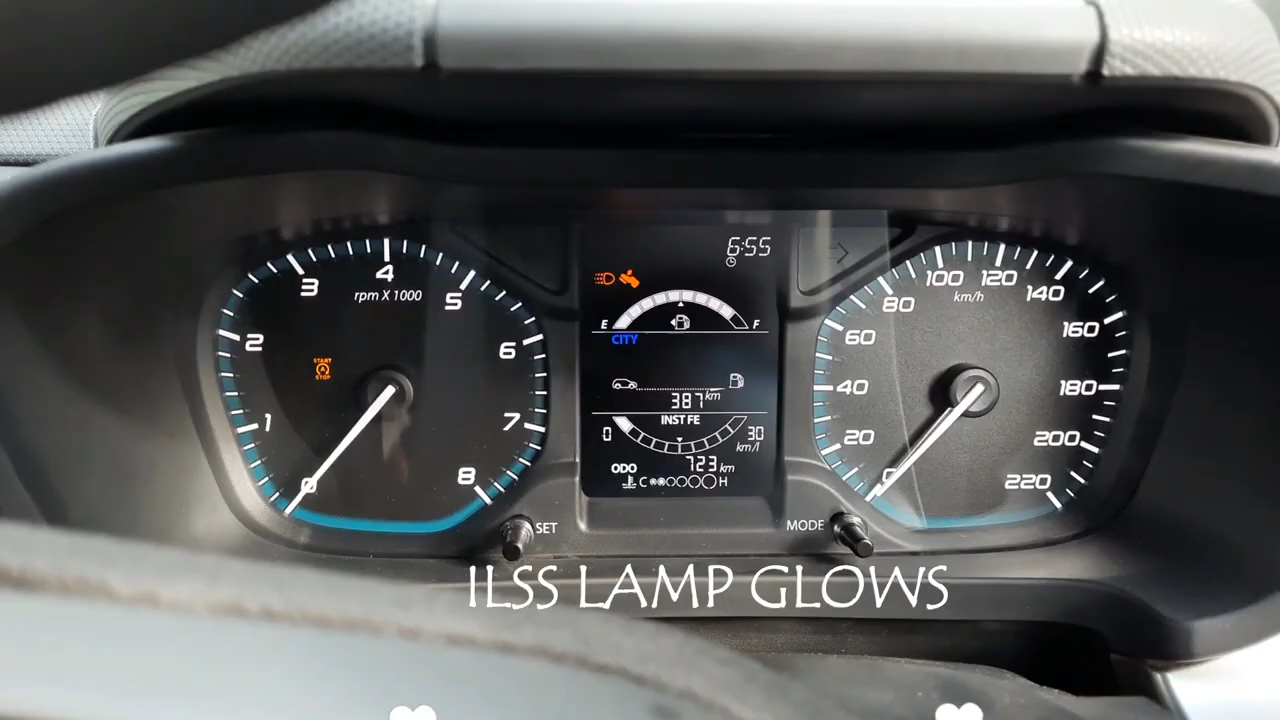 6:55
4
3
5
rpm X 1000
2
6
START
A
STOP
1
7
0
8
E
F
CITY
387 km
INST FE
0
30
km/l
723 km
ODO
C
H
100
120
km/h
80
140
60
160
40
180
20
200
0
220
SET
MODE
ILSS LAMP GLOWS